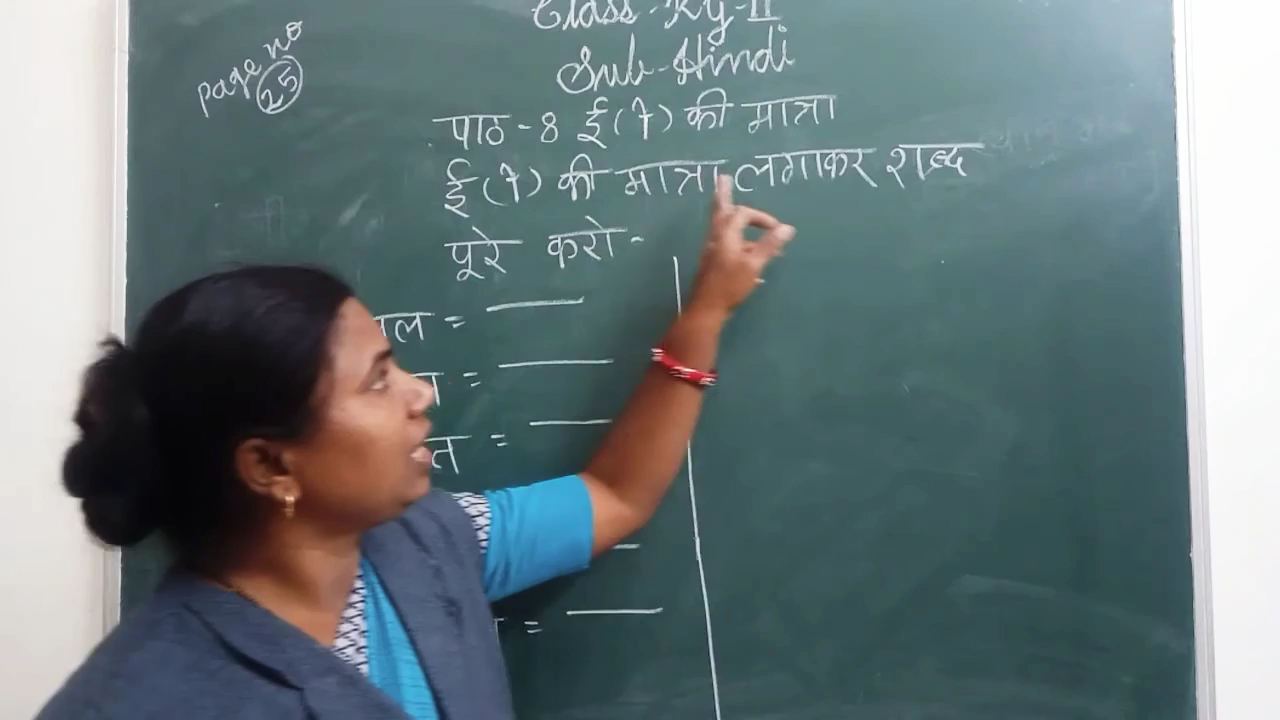 Class-Kg-II
page no
25
Sub-Hindi
पाठ-8 ई(ी) की मात्रा
ई(ी) की मात्रा लगाकर शब्द
पूरे करो-